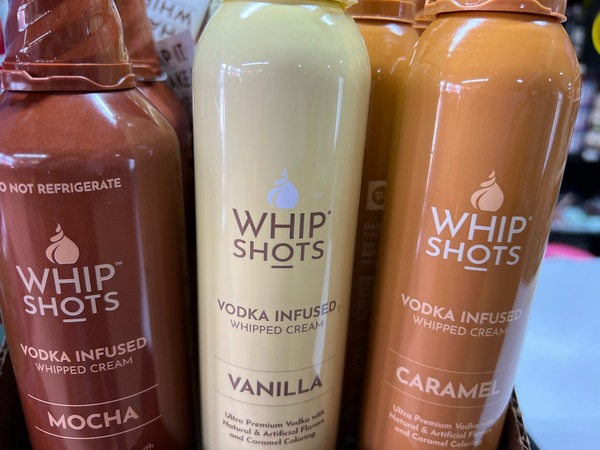 DO NOT REFRIGERATE
WHIP™
SHOTS
VODKA INFUSED
WHIPPED CREAM
MOCHA
WHIP
SHOTS
VODKA INFUSED
WHIPPED CREAM
VANILLA
Ultra Premium Vodka with
Natural & Artificial Flavors
and Caramel Coloring
WHIP
SHOTS
VODKA INFUSED
WHIPPED CREAM
CARAMEL
Ultra Premium Vodka with
Natural & Artificial Flavors
and Caramel Coloring